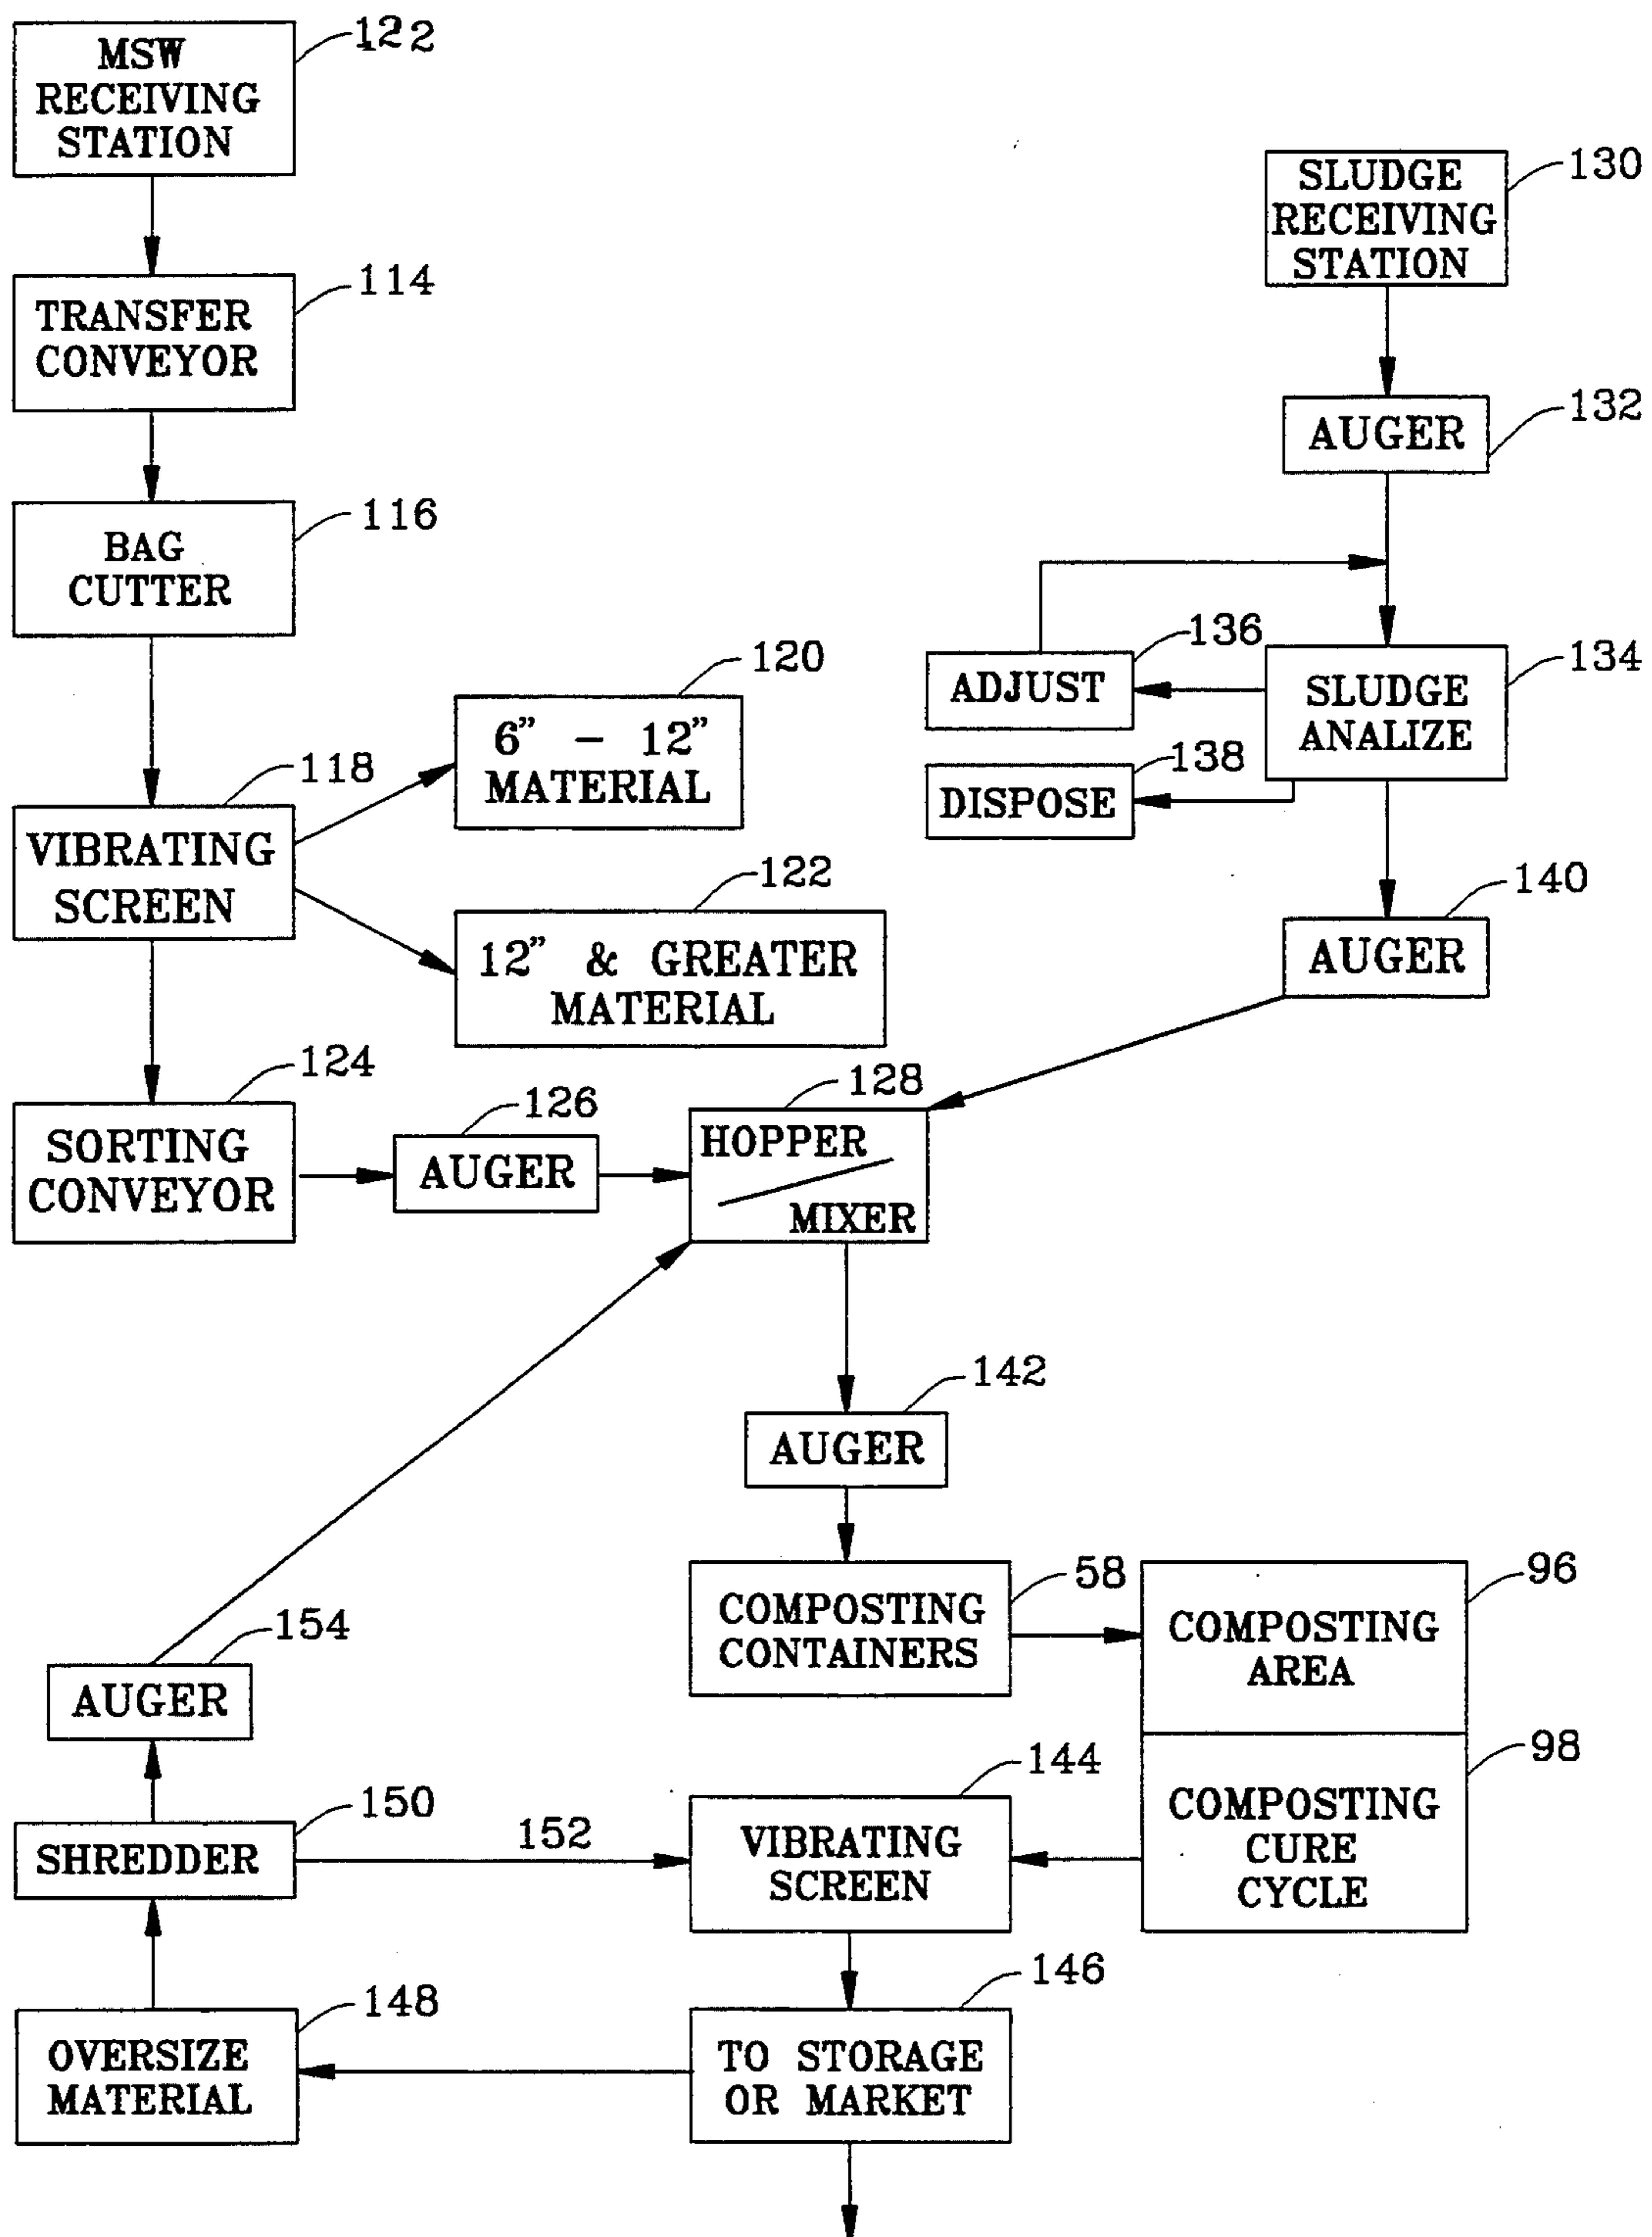 MSW
RECEIVING
STATION
122
TRANSFER
CONVEYOR
114
BAG
CUTTER
116
VIBRATING
SCREEN
118
6" - 12"
MATERIAL
120
12" & GREATER
MATERIAL
122
SORTING
CONVEYOR
124
AUGER
126
HOPPER
MIXER
128
SLUDGE
RECEIVING
STATION
130
AUGER
132
SLUDGE
ANALIZE
134
ADJUST
136
DISPOSE
138
AUGER
140
AUGER
142
COMPOSTING
CONTAINERS
58
COMPOSTING
AREA
96
COMPOSTING
CURE
CYCLE
98
VIBRATING
SCREEN
144
TO STORAGE
OR MARKET
146
OVERSIZE
MATERIAL
148
SHREDDER
150
152
AUGER
154